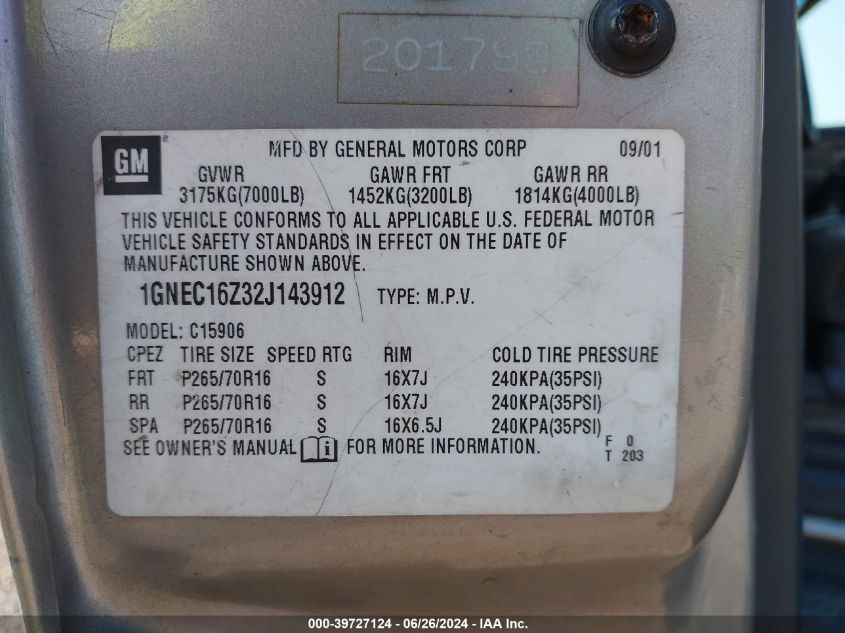 201799
GM ®
MFD BY GENERAL MOTORS CORP 09/01
GVWR GAWR FRT GAWR RR
3175KG(7000LB) 1452KG(3200LB) 1814KG(4000LB)
THIS VEHICLE CONFORMS TO ALL APPLICABLE U.S. FEDERAL MOTOR
VEHICLE SAFETY STANDARDS IN EFFECT ON THE DATE OF
MANUFACTURE SHOWN ABOVE.
1GNEC16Z32J143912 TYPE: M.P.V.
MODEL: C15906
CPEZ TIRE SIZE SPEED RTG RIM COLD TIRE PRESSURE
FRT P265/70R16 S 16X7J 240KPA(35PSI)
RR P265/70R16 S 16X7J 240KPA(35PSI)
SPA P265/70R16 S 16X6.5J 240KPA(35PSI)
SEE OWNER'S MANUAL i FOR MORE INFORMATION.
F 0
T 203
000-39727124 - 06/26/2024 - IAA Inc.